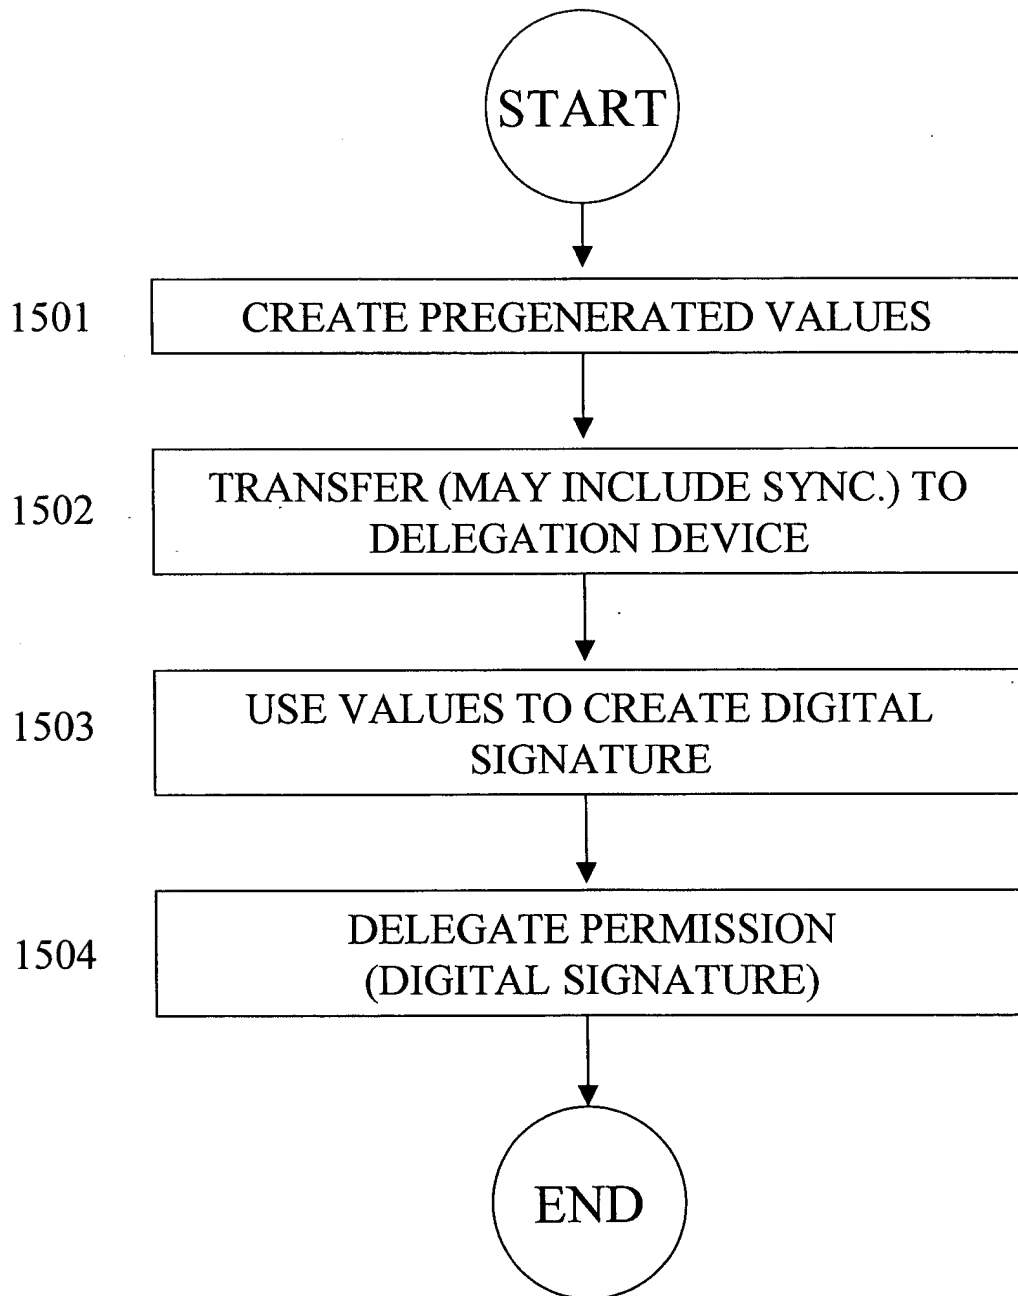 START
1501
CREATE PREGENERATED VALUES
1502
TRANSFER (MAY INCLUDE SYNC.) TO
DELEGATION DEVICE
1503
USE VALUES TO CREATE DIGITAL
SIGNATURE
1504
DELEGATE PERMISSION
(DIGITAL SIGNATURE)
END